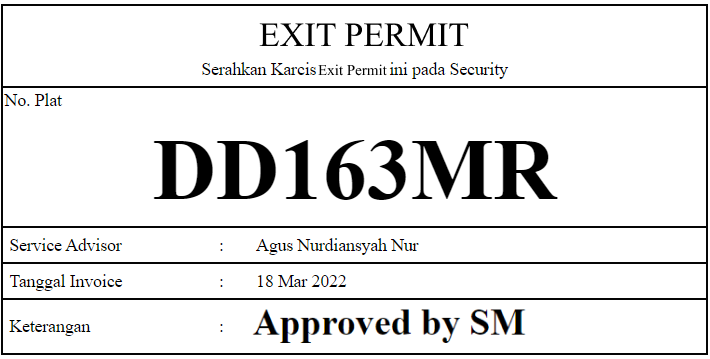 EXIT PERMIT
Serahkan Karcis Exit Permit ini pada Security
No. Plat
DD163MR
Service Advisor : Agus Nurdiansyah Nur
Tanggal Invoice : 18 Mar 2022
Keterangan : Approved by SM